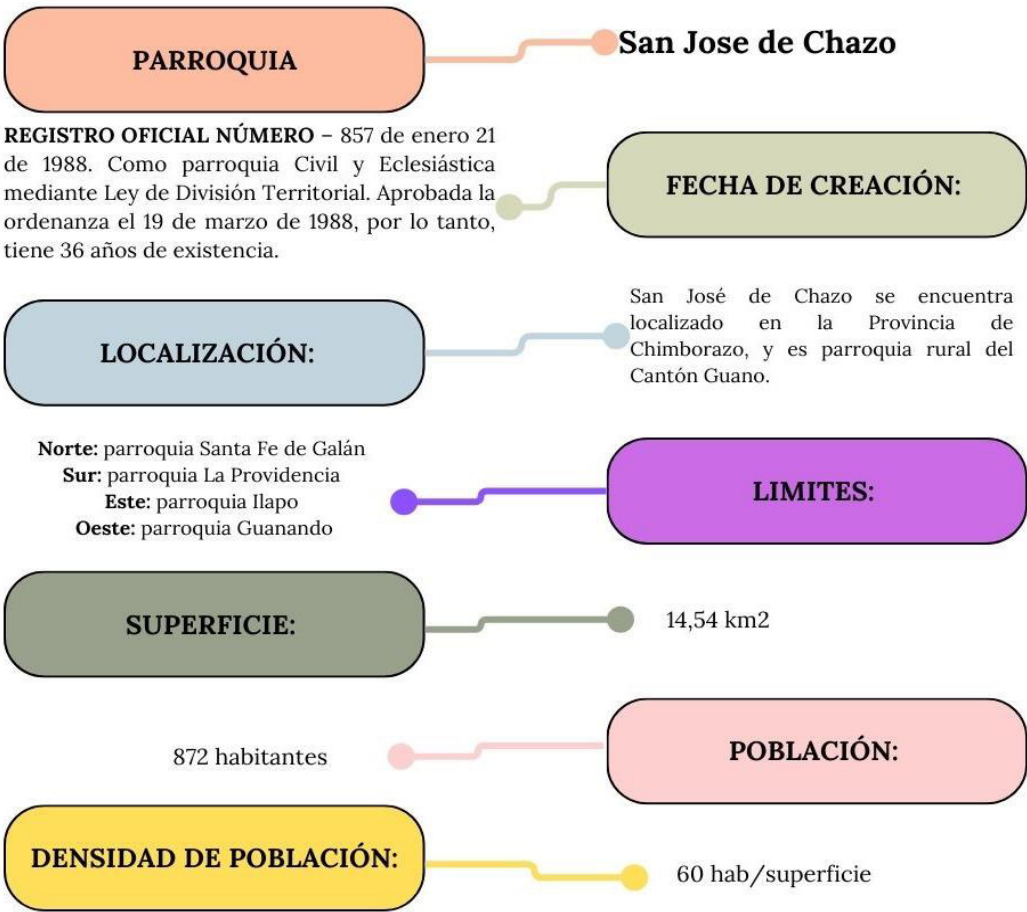 PARROQUIA
San Jose de Chazo
REGISTRO OFICIAL NÚMERO – 857 de enero 21
de 1988. Como parroquia Civil y Eclesiástica
mediante Ley de División Territorial. Aprobada la
ordenanza el 19 de marzo de 1988, por lo tanto,
tiene 36 años de existencia.
FECHA DE CREACIÓN:
LOCALIZACIÓN:
San José de Chazo se encuentra
localizado en la Provincia de
Chimborazo, y es parroquia rural del
Cantón Guano.
Norte: parroquia Santa Fe de Galán
Sur: parroquia La Providencia
Este: parroquia Ilapo
Oeste: parroquia Guanando
LIMITES:
SUPERFICIE:
14,54 km2
872 habitantes
POBLACIÓN:
DENSIDAD DE POBLACIÓN:
60 hab/superficie